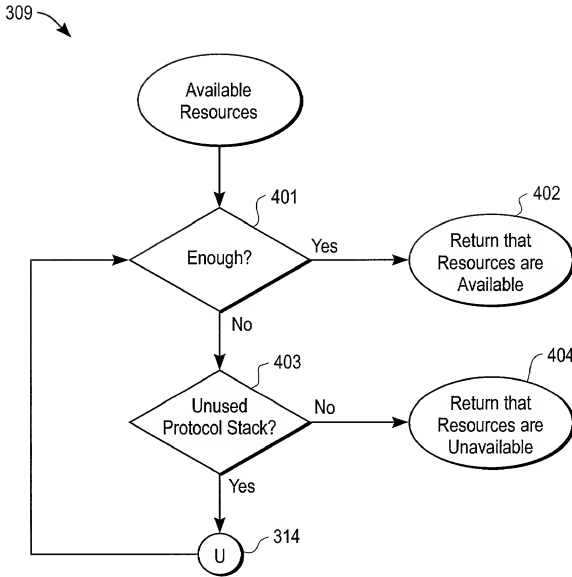 309
Available
Resources
401
402
Enough?
Yes
Return that
Resources are
Available
No
403
404
Unused
Protocol Stack?
No
Return that
Resources are
Unavailable
Yes
U
314